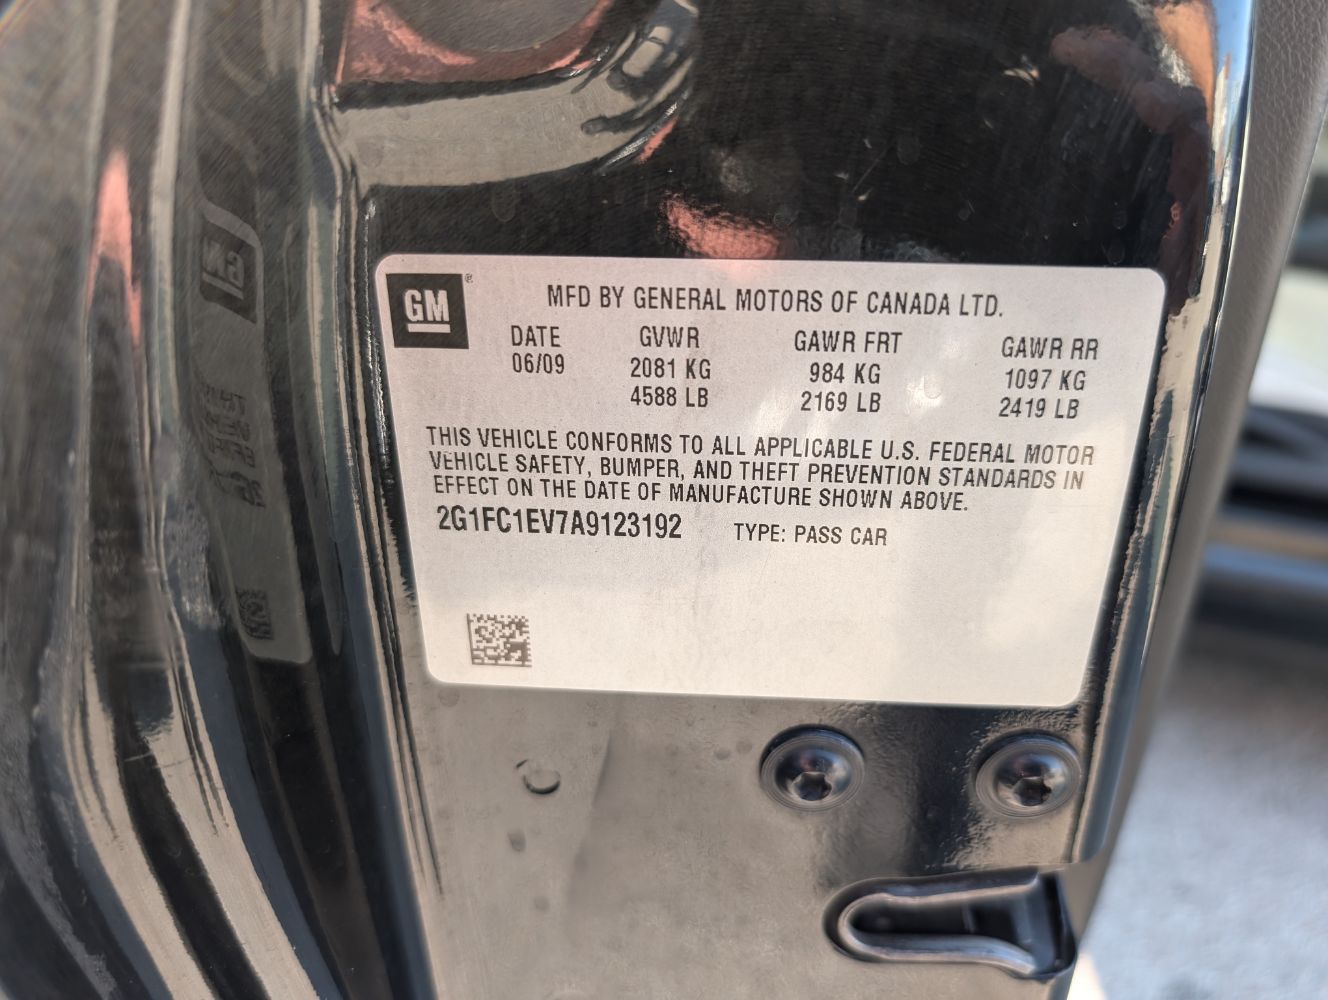 GM ®
MFD BY GENERAL MOTORS OF CANADA LTD.
DATE GVWR GAWR FRT GAWR RR
06/09 2081 KG 984 KG 1097 KG
4588 LB 2169 LB 2419 LB
THIS VEHICLE CONFORMS TO ALL APPLICABLE U.S. FEDERAL MOTOR
VEHICLE SAFETY, BUMPER, AND THEFT PREVENTION STANDARDS IN
EFFECT ON THE DATE OF MANUFACTURE SHOWN ABOVE.
2G1FC1EV7A9123192 TYPE: PASS CAR